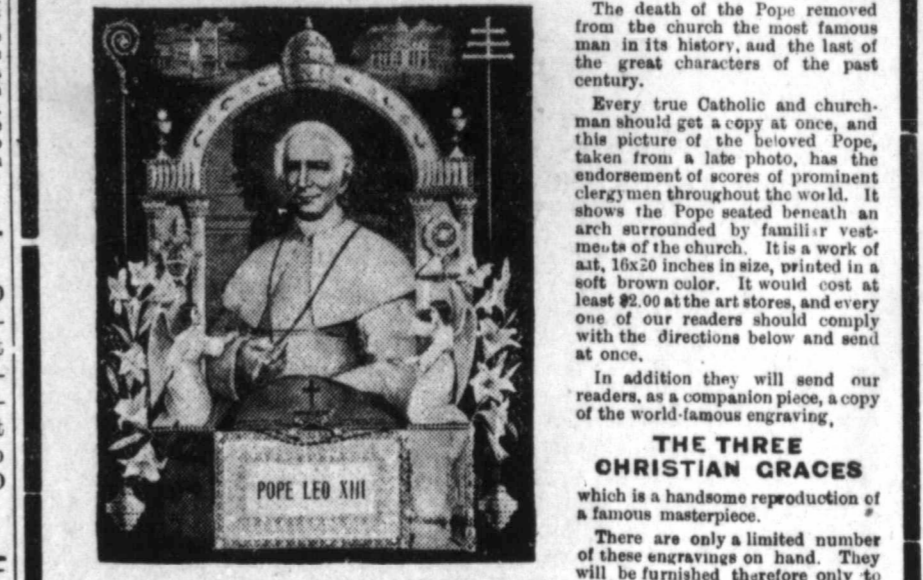 POPE LEO XIII
The death of the Pope removed
from the church the most famous
man in its history, aud the last of
the great characters of the past
century.
Every true Catholic and church-
man should get a copy at once, and
this picture of the beloved Pope,
taken from a late photo, has the
endorsement of scores of prominent
clergymen throughout the world. It
shows the Pope seated beneath an
arch surrounded by familiar vest-
ments of the church. It is a work of
art, 16x20 inches in size, printed in a
soft brown color. It would cost at
least $2.00 at the art stores, and every
one of our readers should comply
with the directions below and send
at once.
In addition they will send our
readers, as a companion piece, a copy
of the world-famous engraving,
THE THREE
CHRISTIAN GRACES
which is a handsome reproduction of
a famous masterpiece.
There are only a limited number
of these engravings on hand. They
will be furnished therefore only to